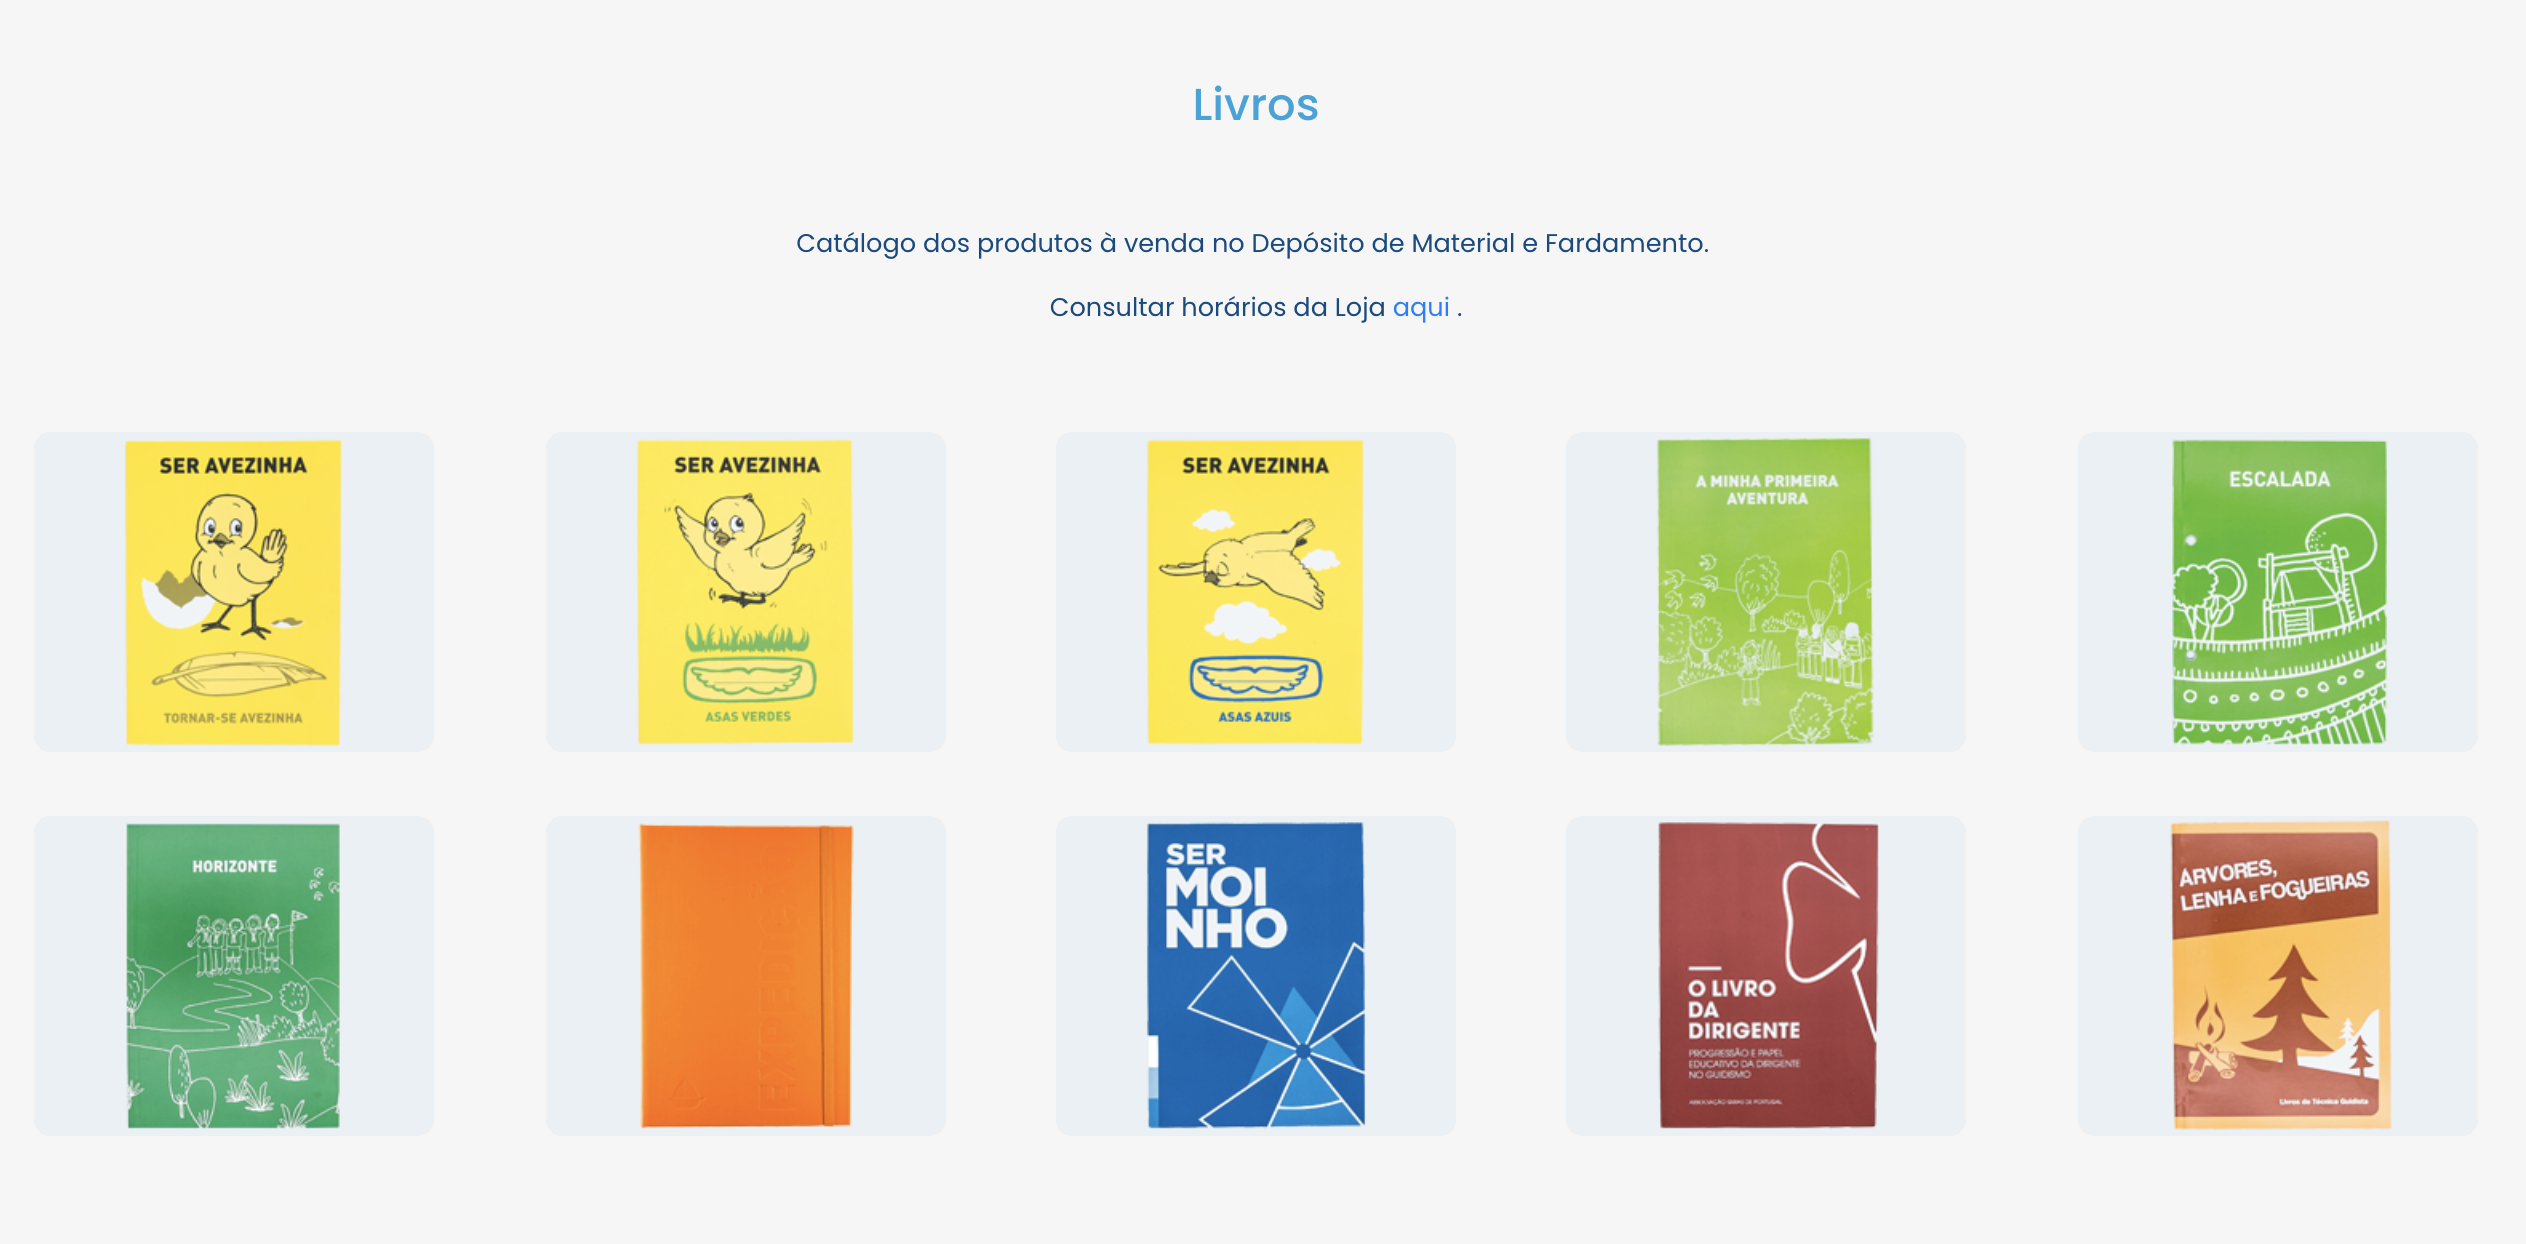 Livros
Catálogo dos produtos à venda no Depósito de Material e Fardamento.
Consultar horários da Loja aqui .
SER AVEZINHA
TORNAR-SE AVEZINHA
SER AVEZINHA
ASAS VERDES
SER AVEZINHA
ASAS AZUIS
A MINHA PRIMEIRA
AVENTURA
ESCALADA
HORIZONTE
SER
MOI
NHO
O LIVRO
DA
DIRIGENTE
PROGRESSÃO E PAPEL
EDUCATIVO DA DIRIGENTE
NO GUIDISMO
ASSOCIAÇÃO GUIAS DE PORTUGAL
ÁRVORES,
LENHA E FOGUEIRAS
Livros de Técnica Guidista